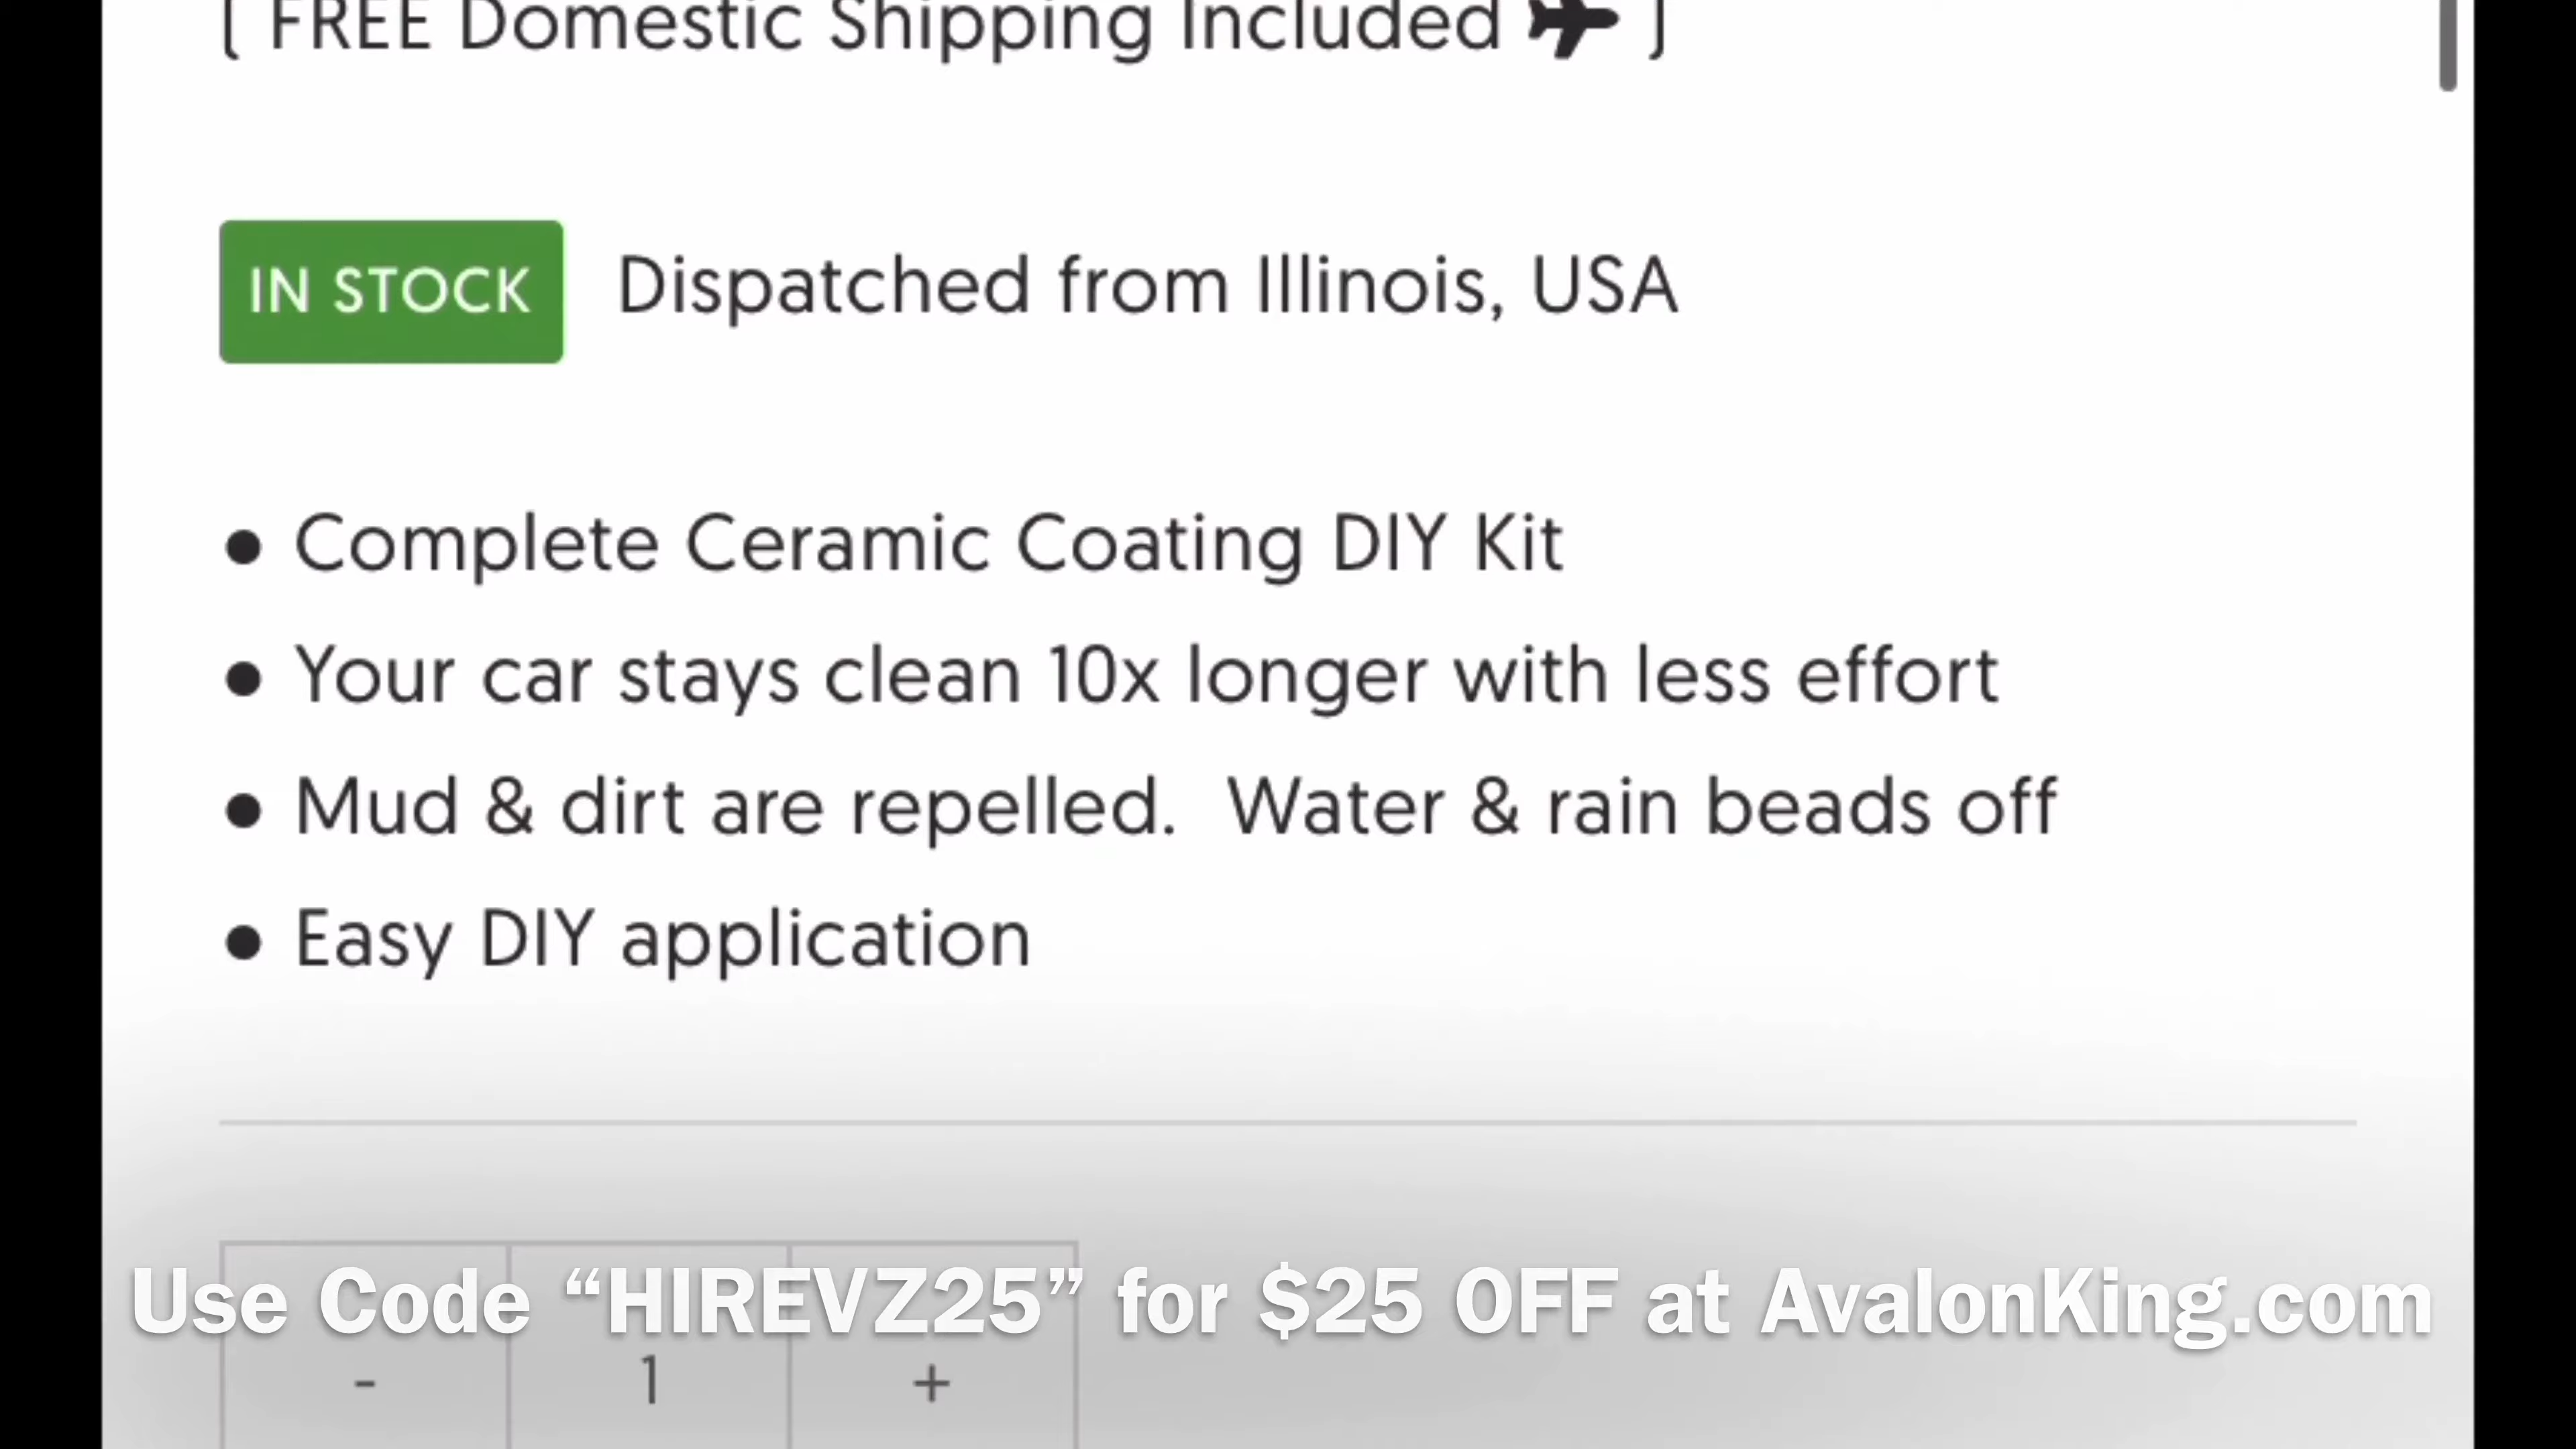 [ FREE Domestic Shipping Included ✈ ]
IN STOCK Dispatched from Illinois, USA
• Complete Ceramic Coating DIY Kit
• Your car stays clean 10x longer with less effort
• Mud & dirt are repelled. Water & rain beads off
• Easy DIY application
Use Code “HIREVZ25” for $25 OFF at AvalonKing.com
- 1 +